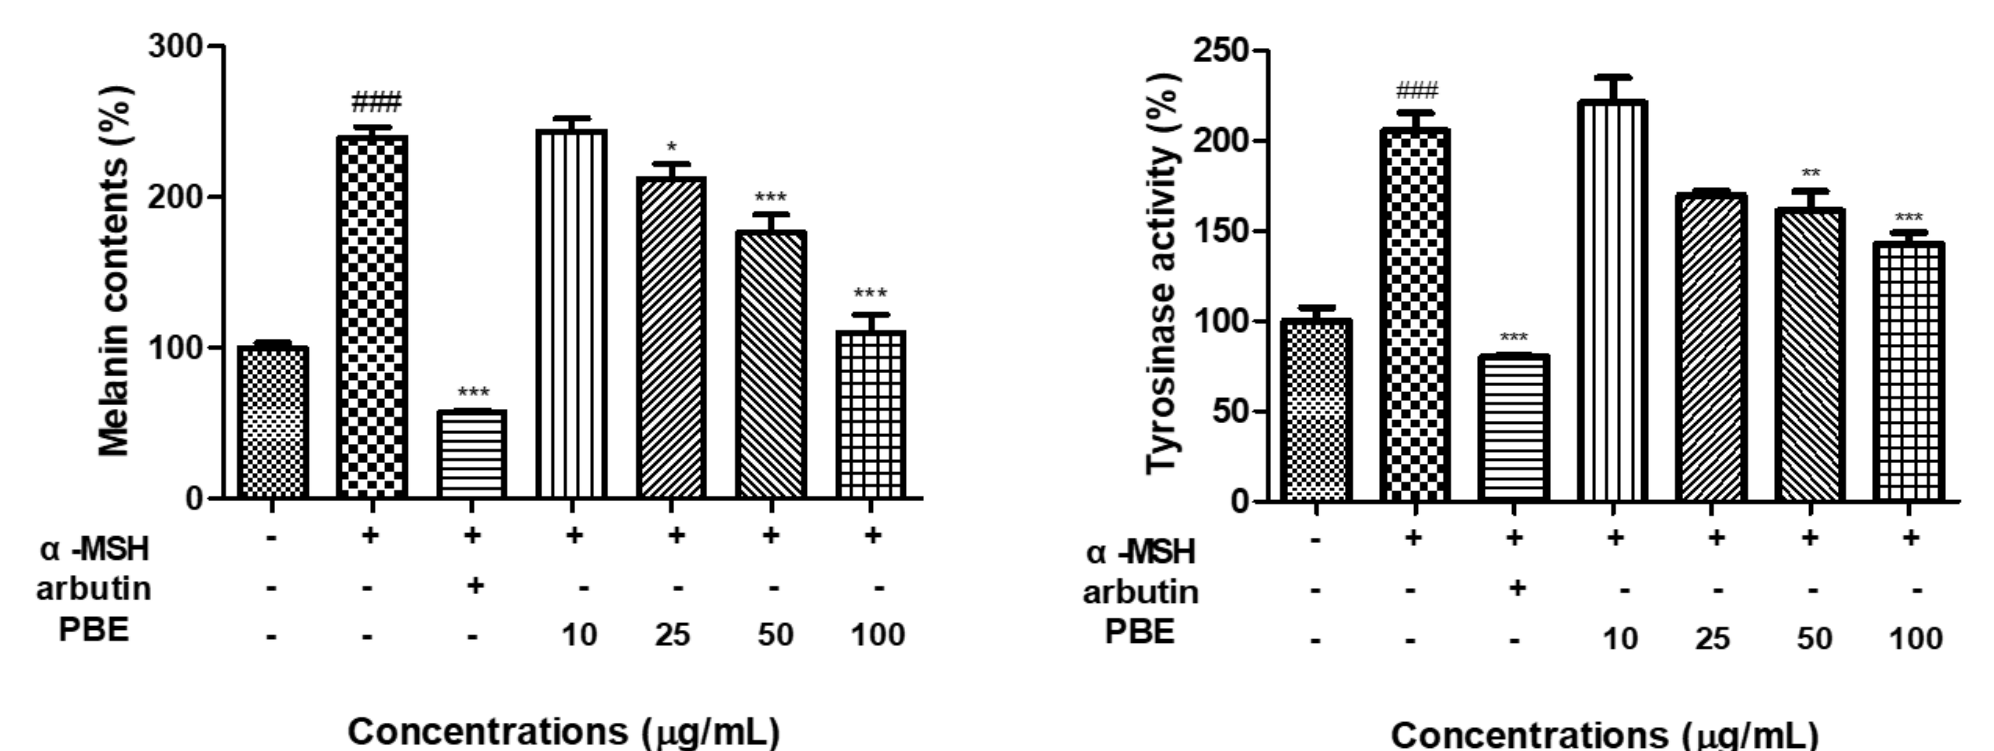 300
200
100
0
Melanin contents (%)
###
***
*
***
***
α -MSH - + + + + + +
arbutin - - + - - - -
PBE - - - 10 25 50 100
Concentrations (μg/mL)
250
200
150
100
50
0
Tyrosinase activity (%)
###
***
**
***
α -MSH - + + + + + +
arbutin - - + - - - -
PBE - - - 10 25 50 100
Concentrations (μg/mL)